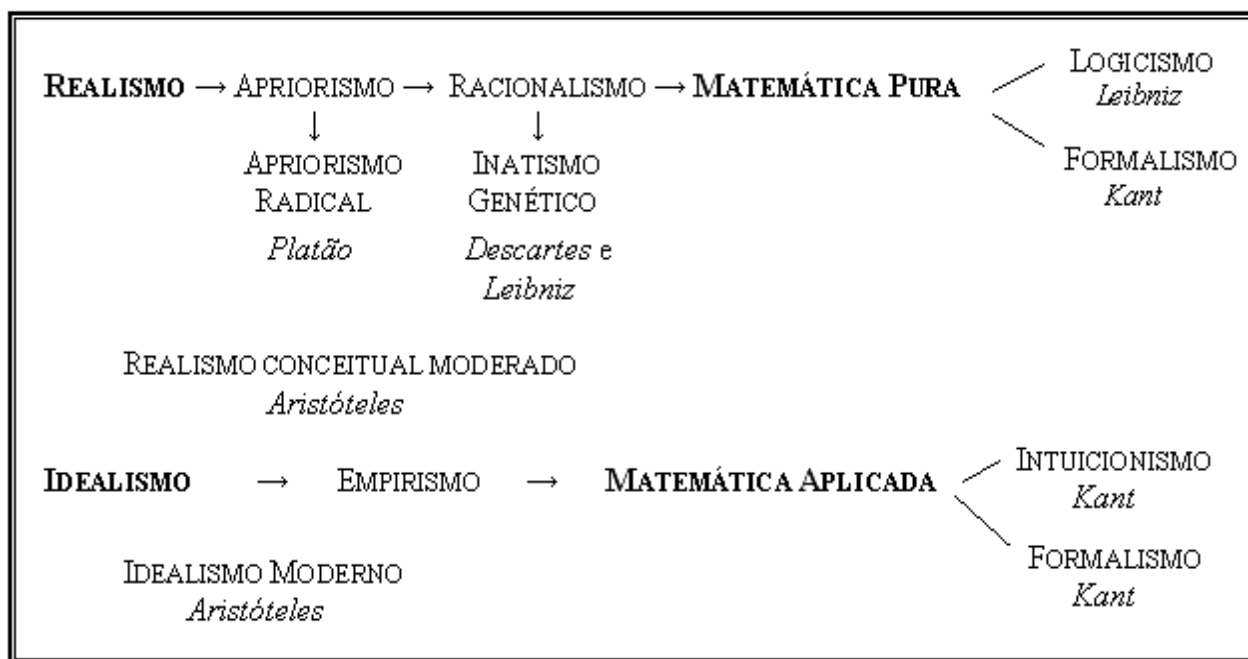 REALISMO → APRIORISMO → RACIONALISMO → MATEMÁTICA PURA
LOGICISMO
Leibniz
FORMALISMO
Kant
↓ ↓
APRIORISMO INATISMO
RADICAL GENÉTICO
Platão Descartes e
Leibniz
REALISMO CONCEITUAL MODERADO
Aristóteles
IDEALISMO → EMPIRISMO → MATEMÁTICA APLICADA
INTUICIONISMO
Kant
FORMALISMO
Kant
IDEALISMO MODERNO
Aristóteles